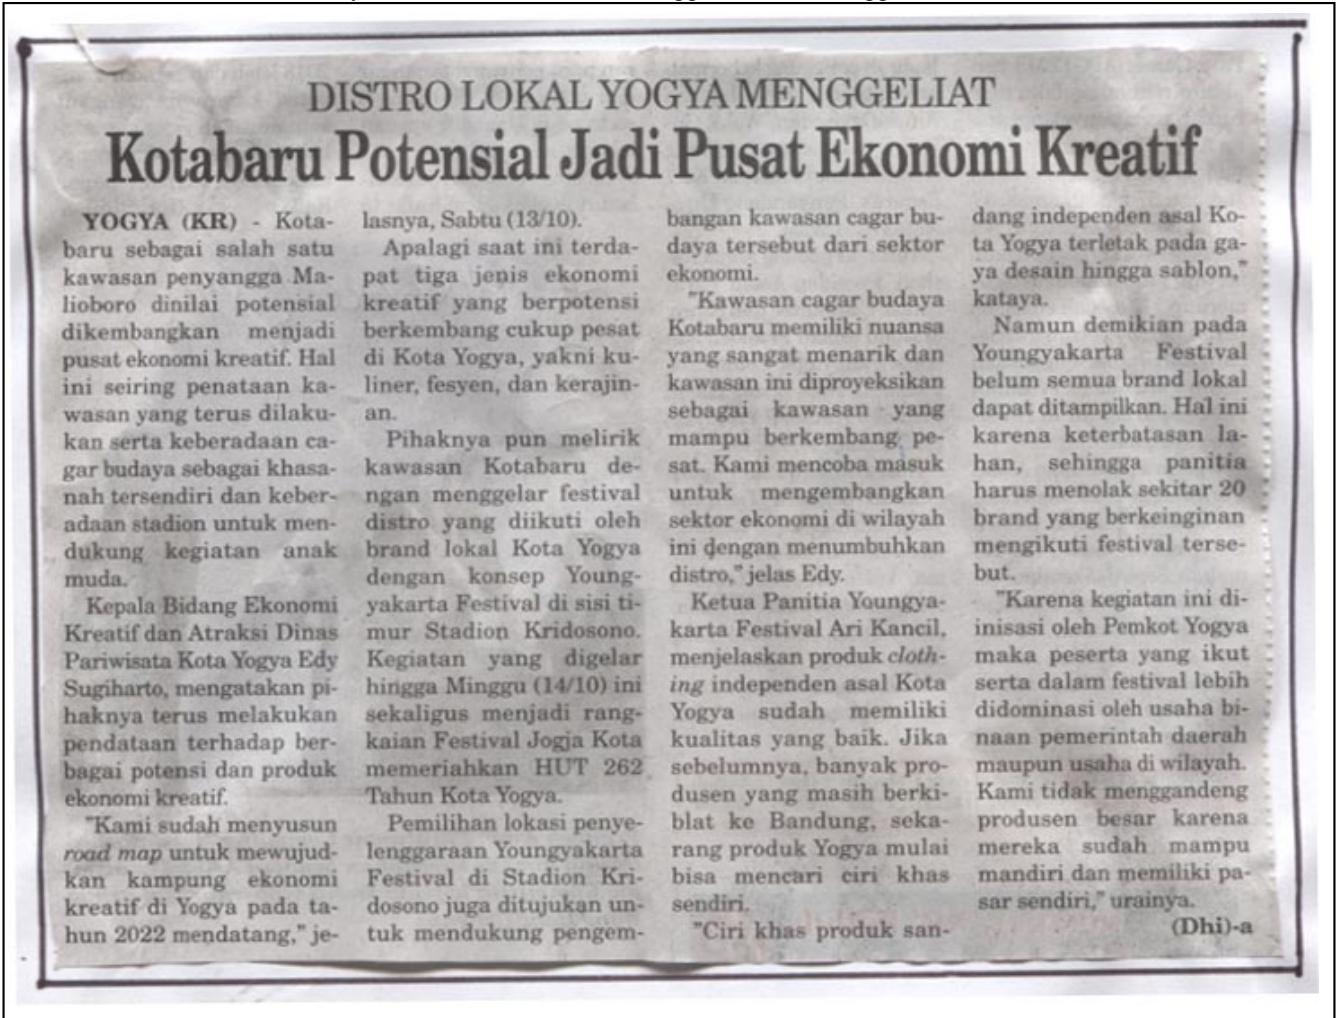 DISTRO LOKAL YOGYA MENGGELIAT
Kotabaru Potensial Jadi Pusat Ekonomi Kreatif
YOGYA (KR) - Kota-
baru sebagai salah satu
kawasan penyangga Ma-
lioboro dinilai potensial
dikembangkan menjadi
pusat ekonomi kreatif. Hal
ini seiring penataan ka-
wasan yang terus dilaku-
kan serta keberadaan ca-
gar budaya sebagai khasa-
nah tersendiri dan keber-
adaan stadion untuk men-
dukung kegiatan anak
muda.
Kepala Bidang Ekonomi
Kreatif dan Atraksi Dinas
Pariwisata Kota Yogya Edy
Sugiharto, mengatakan pi-
haknya terus melakukan
pendataan terhadap ber-
bagai potensi dan produk
ekonomi kreatif.
"Kami sudah menyusun
road map untuk mewujud-
kan kampung ekonomi
kreatif di Yogya pada ta-
hun 2022 mendatang," je-
lasnya, Sabtu (13/10).
Apalagi saat ini terda-
pat tiga jenis ekonomi
kreatif yang berpotensi
berkembang cukup pesat
di Kota Yogya, yakni ku-
liner, fesyen, dan kerajin-
an.
Pihaknya pun melirik
kawasan Kotabaru de-
ngan menggelar festival
distro yang diikuti oleh
brand lokal Kota Yogya
dengan konsep Young-
yakarta Festival di sisi ti-
mur Stadion Kridosono.
Kegiatan yang digelar
hingga Minggu (14/10) ini
sekaligus menjadi rang-
kaian Festival Jogja Kota
memeriahkan HUT 262
Tahun Kota Yogya.
Pemilihan lokasi penye-
lenggaraan Youngyakarta
Festival di Stadion Kri-
dosono juga ditujukan un-
tuk mendukung pengem-
bangan kawasan cagar bu-
daya tersebut dari sektor
ekonomi.
"Kawasan cagar budaya
Kotabaru memiliki nuansa
yang sangat menarik dan
kawasan ini diproyeksikan
sebagai kawasan yang
mampu berkembang pe-
sat. Kami mencoba masuk
untuk mengembangkan
sektor ekonomi di wilayah
ini dengan menumbuhkan
distro," jelas Edy.
Ketua Panitia Youngya-
karta Festival Ari Kancil,
menjelaskan produk cloth-
ing independen asal Kota
Yogya sudah memiliki
kualitas yang baik. Jika
sebelumnya, banyak pro-
dusen yang masih berki-
blat ke Bandung, seka-
rang produk Yogya mulai
bisa mencari ciri khas
sendiri.
"Ciri khas produk san-
dang independen asal Ko-
ta Yogya terletak pada ga-
ya desain hingga sablon,"
kataya.
Namun demikian pada
Youngyakarta Festival
belum semua brand lokal
dapat ditampilkan. Hal ini
karena keterbatasan la-
han, sehingga panitia
harus menolak sekitar 20
brand yang berkeinginan
mengikuti festival terse-
but.
"Karena kegiatan ini di-
inisasi oleh Pemkot Yogya
maka peserta yang ikut
serta dalam festival lebih
didominasi oleh usaha bi-
naan pemerintah daerah
maupun usaha di wilayah.
Kami tidak menggandeng
produsen besar karena
mereka sudah mampu
mandiri dan memiliki pa-
sar sendiri," urainya.
(Dhi)-a